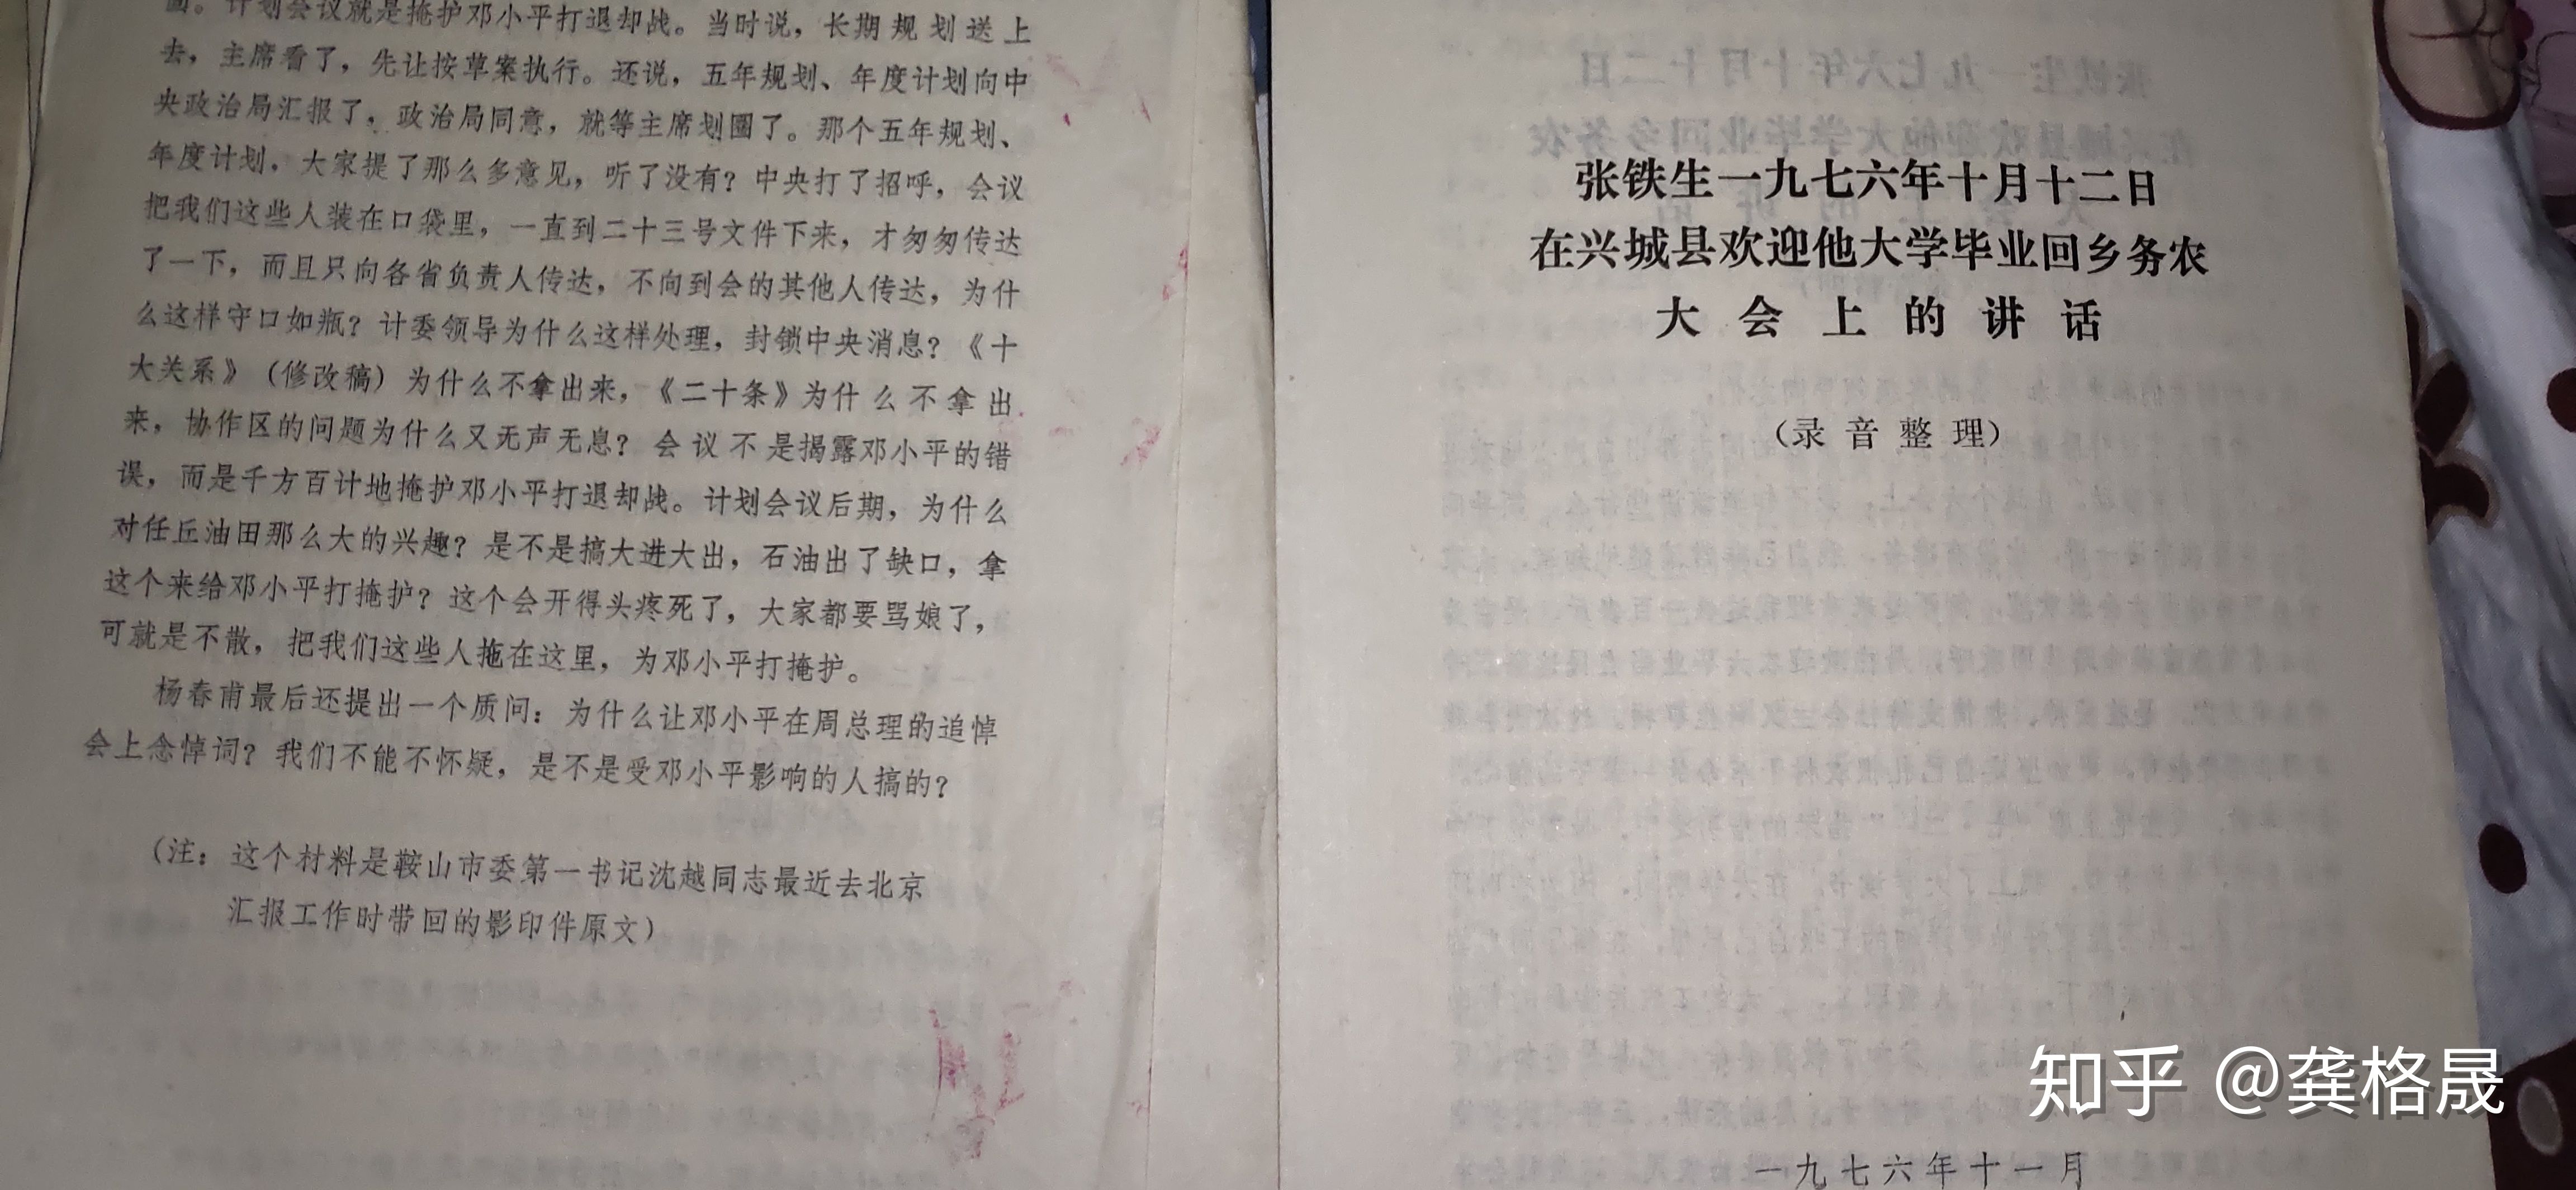 面。计划会议就是掩护邓小平打退却战。当时说，长期规划送上
去，主席看了，先让按草案执行。还说，五年规划、年度计划向中
央政治局汇报了，政治局同意，就等主席划圈了。那个五年规划、
年度计划，大家提了那么多意见，听了没有？中央打了招呼，会议
把我们这些人装在口袋里，一直到二十三号文件下来，才匆匆传达
了一下，而且只向各省负责人传达，不向到会的其他人传达，为什
么这样守口如瓶？计委领导为什么这样处理，封锁中央消息？《十
大关系》（修改稿）为什么不拿出来，《二十条》为什么不拿出
来，协作区的问题为什么又无声无息？会议不是揭露邓小平的错
误，而是千方百计地掩护邓小平打退却战。计划会议后期，为什么
对任丘油田那么大的兴趣？是不是搞大进大出，石油出了缺口，拿
这个来给邓小平打掩护？这个会开得头疼死了，大家都要骂娘了，
可就是不散，把我们这些人拖在这里，为邓小平打掩护。
杨春甫最后还提出一个质问：为什么让邓小平在周总理的追悼
会上念悼词？我们不能不怀疑，是不是受邓小平影响的人搞的？
（注：这个材料是鞍山市委第一书记沈越同志最近去北京
汇报工作时带回的影印件原文）
张铁生一九七六年十月十二日
在兴城县欢迎他大学毕业回乡务农
大会上的讲话
（录音整理）
一九七六年十一月
知乎 @龚格晟